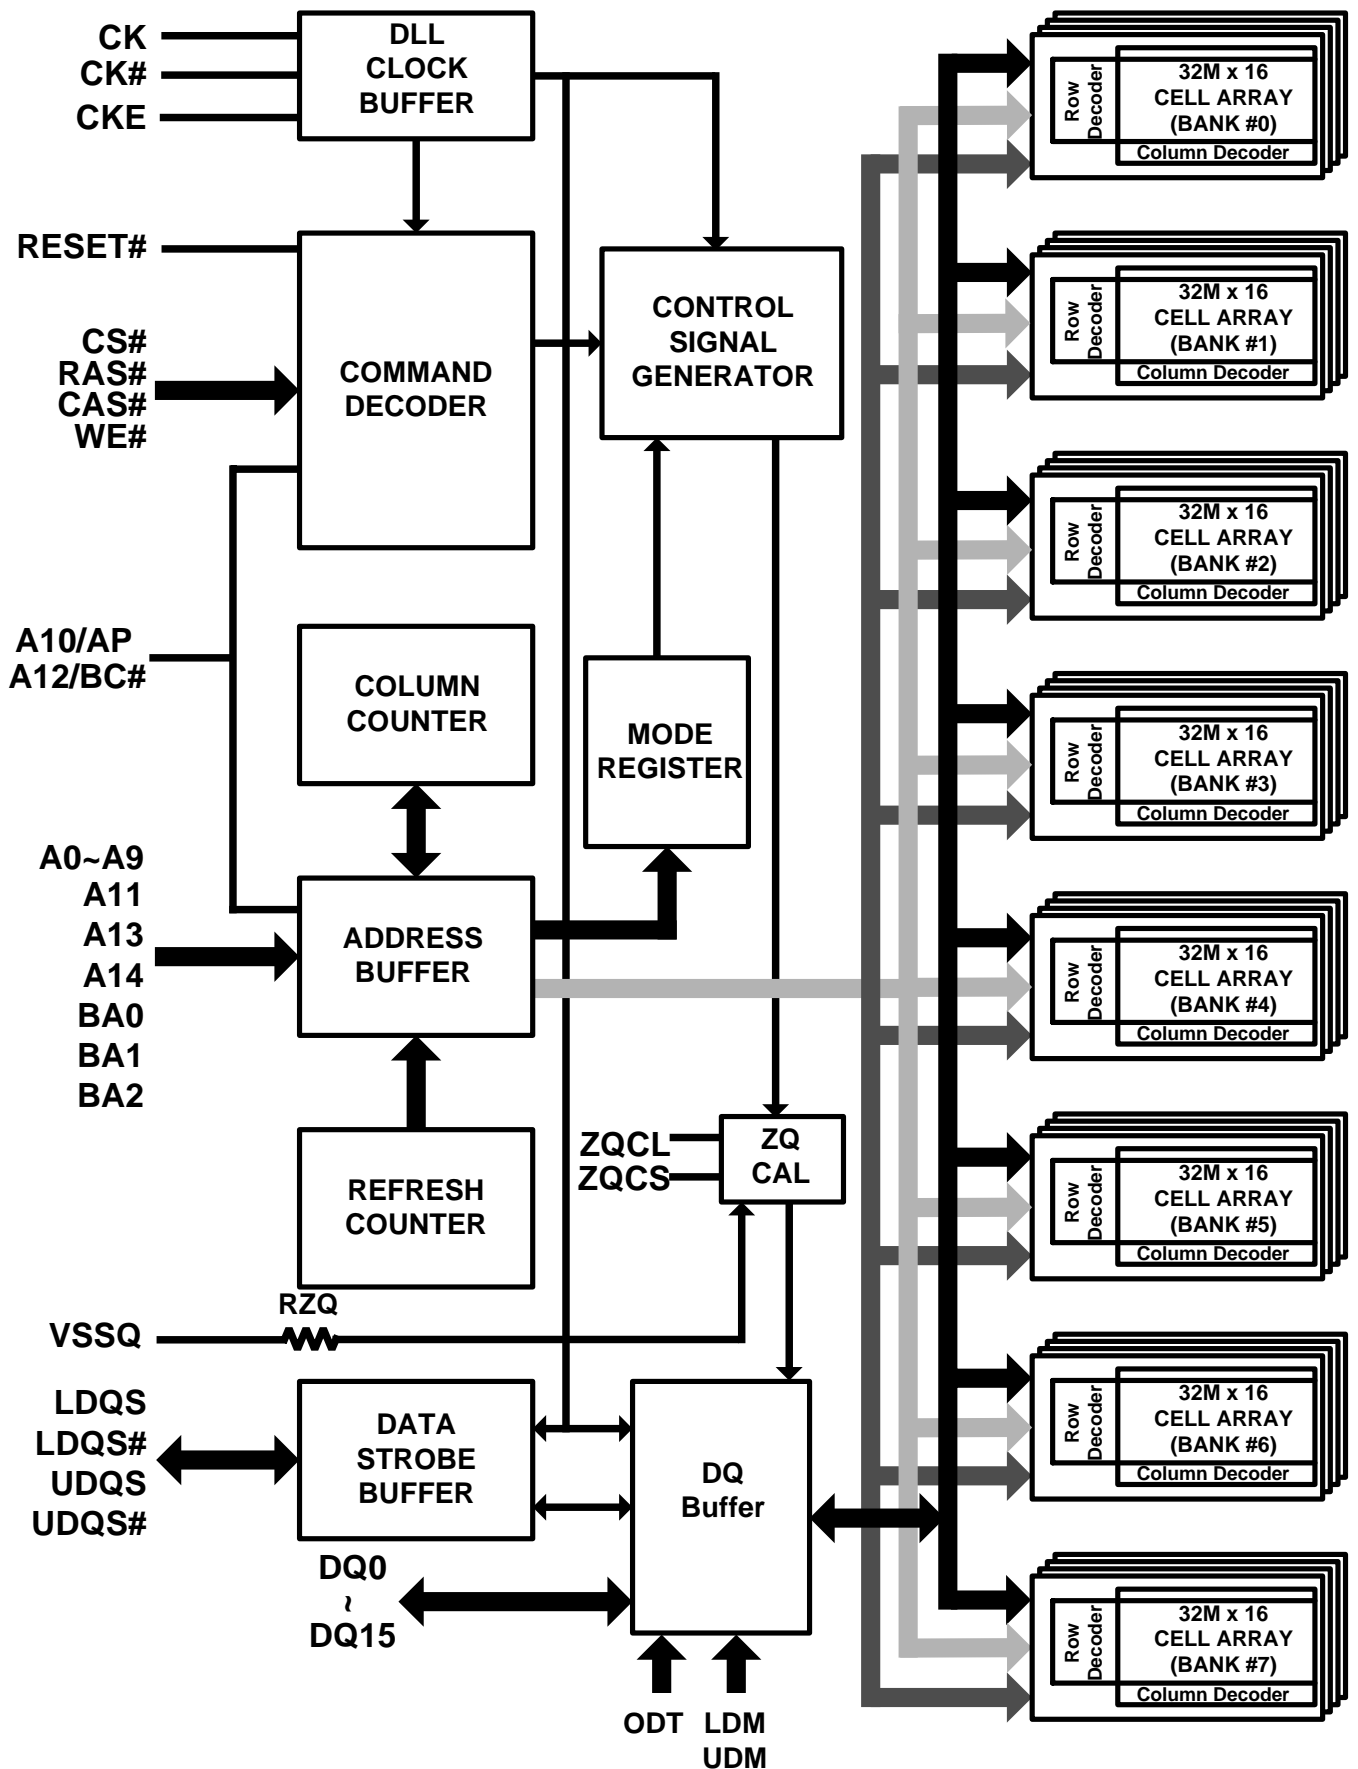 CK
CK#
CKE
DLL
CLOCK
BUFFER
RESET#
CS#
RAS#
CAS#
WE#
COMMAND
DECODER
CONTROL
SIGNAL
GENERATOR
A10/AP
A12/BC#
COLUMN
COUNTER
MODE
REGISTER
A0~A9
A11
A13
A14
BA0
BA1
BA2
ADDRESS
BUFFER
REFRESH
COUNTER
ZQCL
ZQCS
ZQ
CAL
RZQ
VSSQ
LDQS
LDQS#
UDQS
UDQS#
DATA
STROBE
BUFFER
DQ
Buffer
DQ0
~
DQ15
ODT
LDM
UDM
Row
Decoder
32M x 16
CELL ARRAY
(BANK #0)
Column Decoder
Row
Decoder
32M x 16
CELL ARRAY
(BANK #1)
Column Decoder
Row
Decoder
32M x 16
CELL ARRAY
(BANK #2)
Column Decoder
Row
Decoder
32M x 16
CELL ARRAY
(BANK #3)
Column Decoder
Row
Decoder
32M x 16
CELL ARRAY
(BANK #4)
Column Decoder
Row
Decoder
32M x 16
CELL ARRAY
(BANK #5)
Column Decoder
Row
Decoder
32M x 16
CELL ARRAY
(BANK #6)
Column Decoder
Row
Decoder
32M x 16
CELL ARRAY
(BANK #7)
Column Decoder